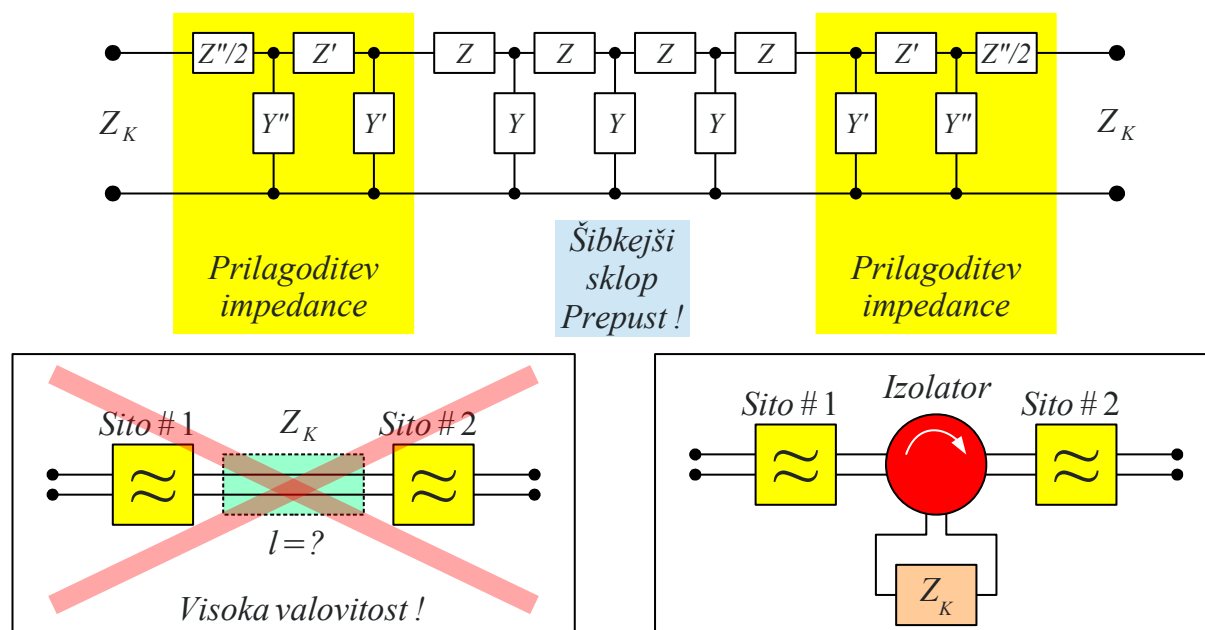 Z"/2 Z' Z Z Z Z Z' Z"/2
Z_K Y" Y' Y Y Y Y' Y" Z_K
Prilagoditev
impedance
Šibkejši
sklop
Prepust !
Prilagoditev
impedance
Sito # 1 Z_K Sito # 2
l = ?
Visoka valovitost !
Izolator
Sito # 1 Sito # 2
Z_K